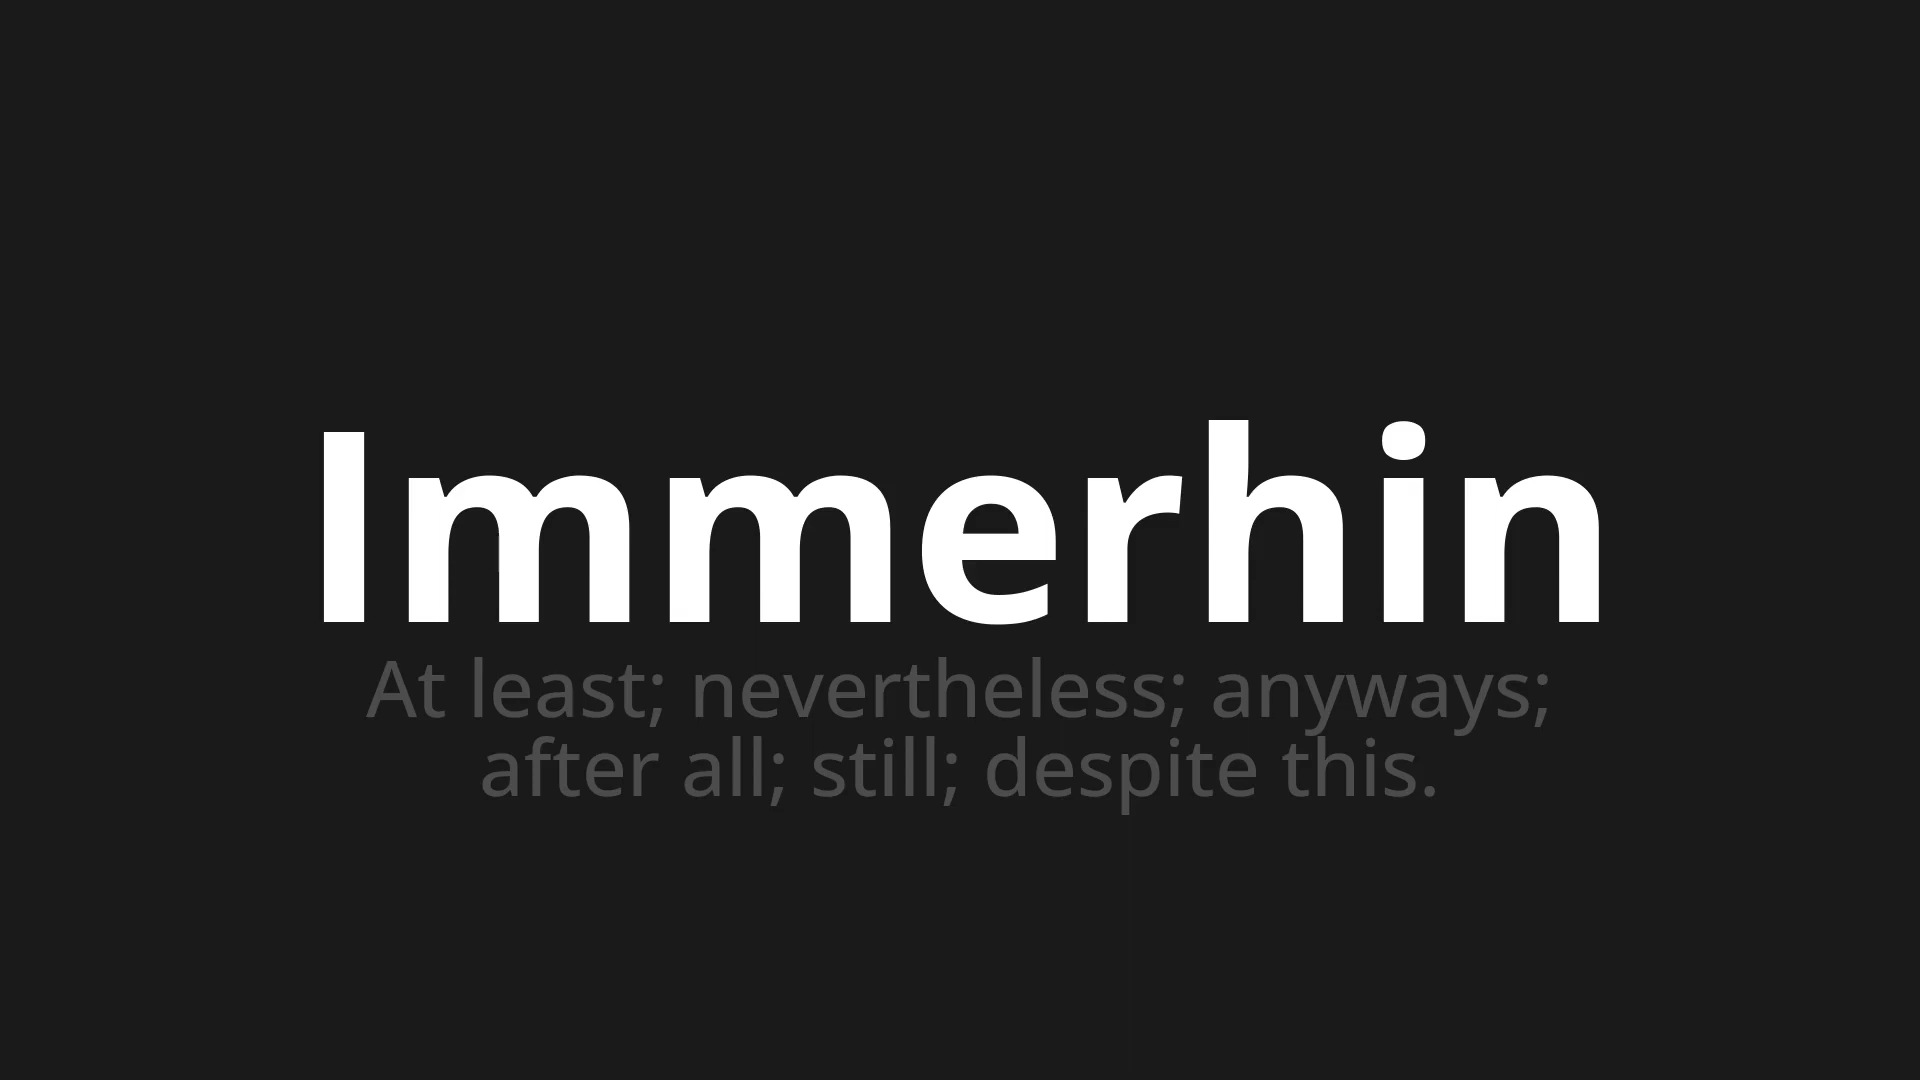 Immerhin
At least; nevertheless; anyways;
after all; still; despite this.